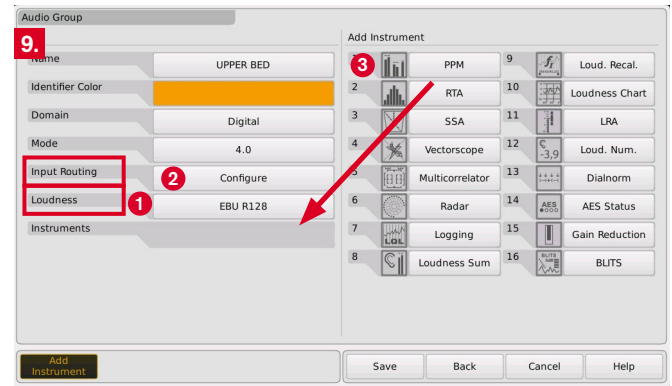 Audio Group
9.
Name
UPPER BED
Identifier Color
Domain
Digital
Mode
4.0
Input Routing
2
Configure
Loudness
1
EBU R128
Instruments
Add Instrument
3
PPM
2
RTA
3
SSA
4
Vectorscope
5
Multicorrelator
6
Radar
7
LQL
Logging
8
Loudness Sum
9
Loud. Recal.
10
Loudness Chart
11
LRA
12
-3,9
Loud. Num.
13
Dialnorm
14
AES
AES Status
15
Gain Reduction
16
BLITS
BLITS
Add
Instrument
Save
Back
Cancel
Help